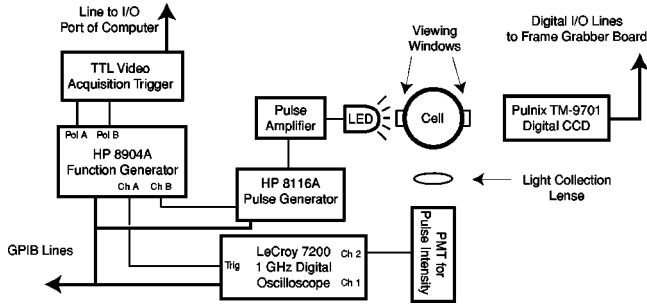 Line to I/O
Port of Computer
TTL Video
Acquisition Trigger
Pol A Pol B
HP 8904A
Function Generator
Ch A Ch B
Pulse
Amplifier
LED
Viewing
Windows
Cell
Digital I/O Lines
to Frame Grabber Board
Pulnix TM-9701
Digital CCD
HP 8116A
Pulse Generator
Light Collection
Lense
GPIB Lines
Trig
LeCroy 7200
1 GHz Digital
Oscilloscope
Ch 2
Ch 1
PMT for
Pulse Intensity